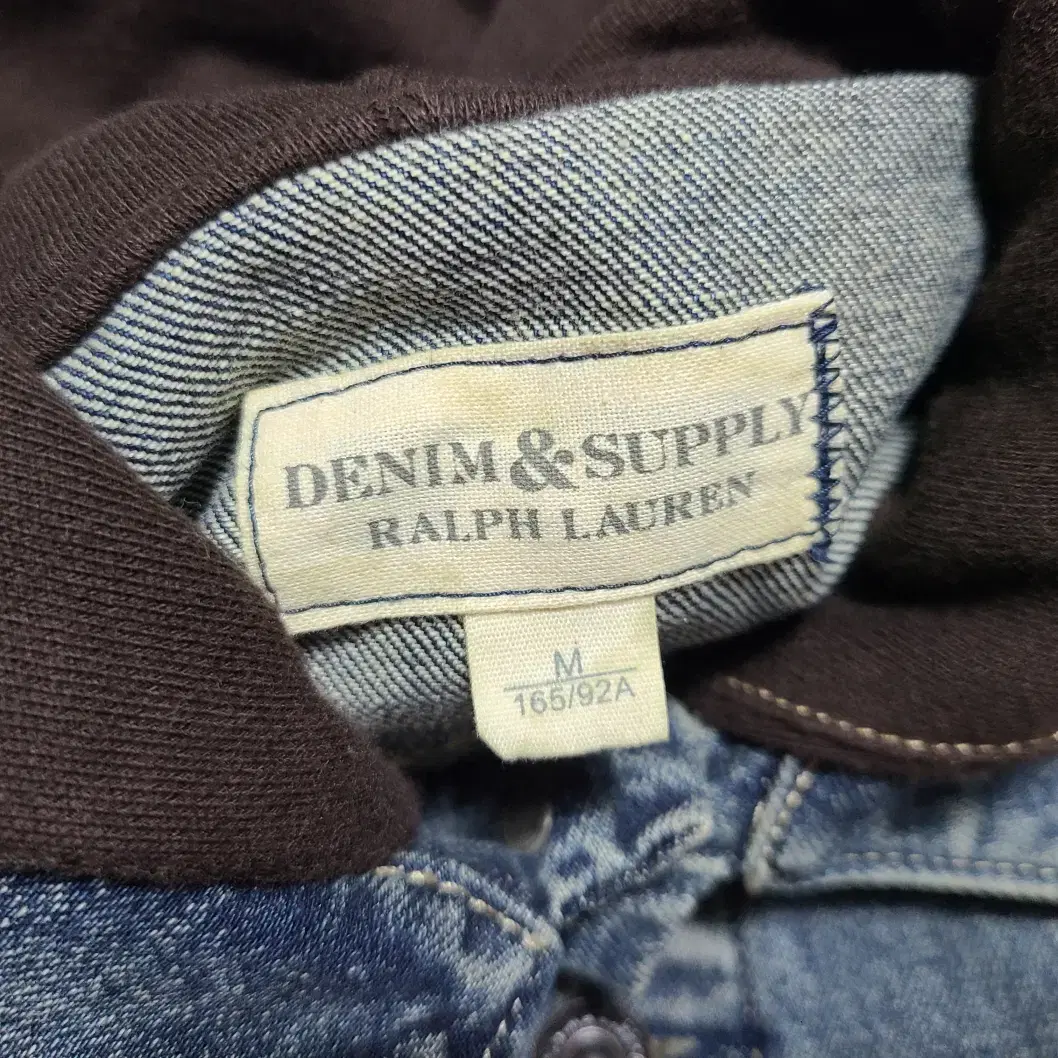 DENIM & SUPPLY
RALPH LAUREN
M
165/92A